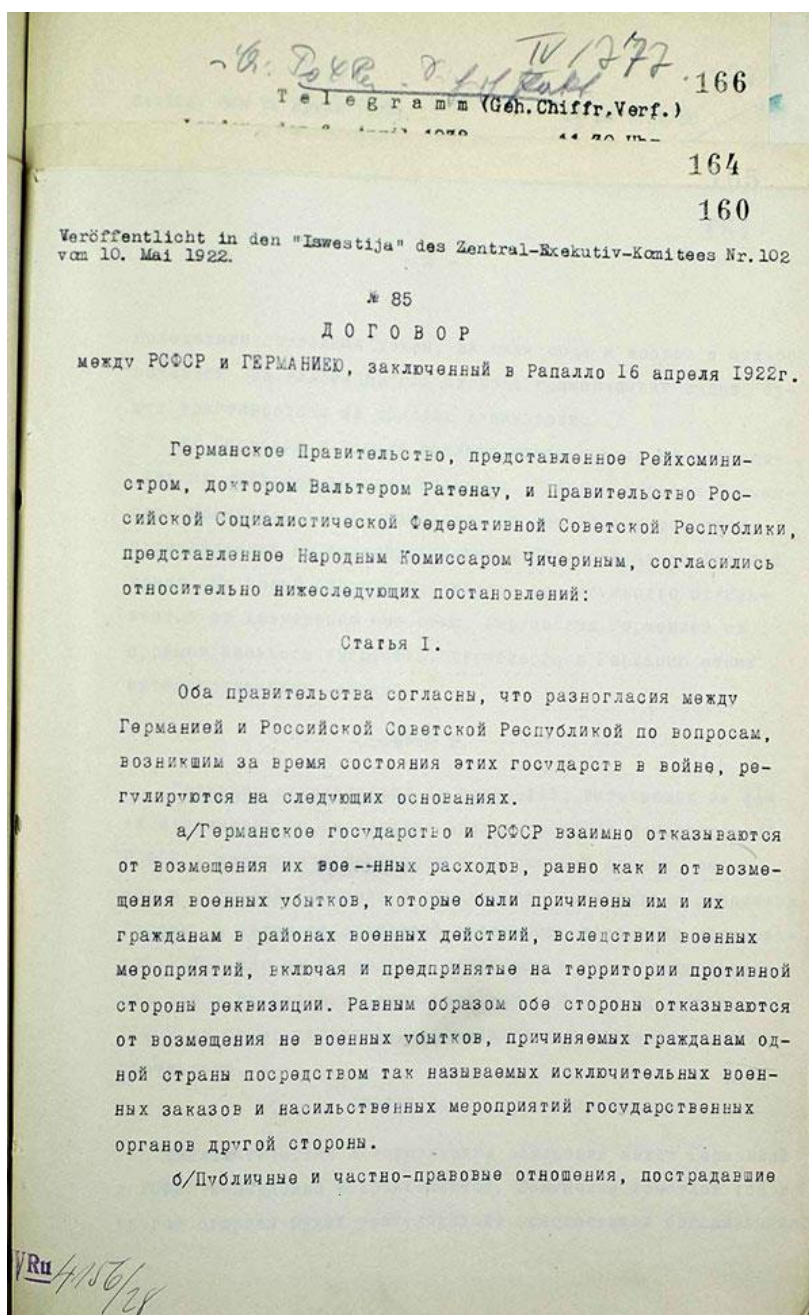 IV 1777
166
Telegramm (Geh.Chiffr.Verf.)
164
160
Veröffentlicht in den "Iswestija" des Zentral-Exekutiv-Komitees Nr.102
vom 10. Mai 1922.
№ 85
ДОГОВОР
между РСФСР и ГЕРМАНИЕЮ, заключенный в Рапалло 16 апреля 1922г.
Германское Правительство, представленное Рейхсмини-
стром, доктором Вальтером Ратенау, и Правительство Рос-
сийской Социалистической Федеративной Советской Республики,
представленное Народным Комиссаром Чичериным, согласились
относительно нижеследующих постановлений:
Статья I.
Оба правительства согласны, что разногласия между
Германией и Российской Советской Республикой по вопросам,
возникшим за время состояния этих государств в войне, ре-
гулируются на следующих основаниях.
а/Германское государство и РСФСР взаимно отказываются
от возмещения их вое--нных расходов, равно как и от возме-
щения военных убытков, которые были причинены им и их
гражданам в районах военных действий, вследствии военных
мероприятий, включая и предпринятые на территории противной
стороны реквизиции. Равным образом обе стороны отказываются
от возмещения не военных убытков, причиняемых гражданам од-
ной страны посредством так называемых исключительных воен-
ных заказов и насильственных мероприятий государственных
органов другой стороны.
б/Публичные и частно-правовые отношения, пострадавшие
IV Ru 4156/28